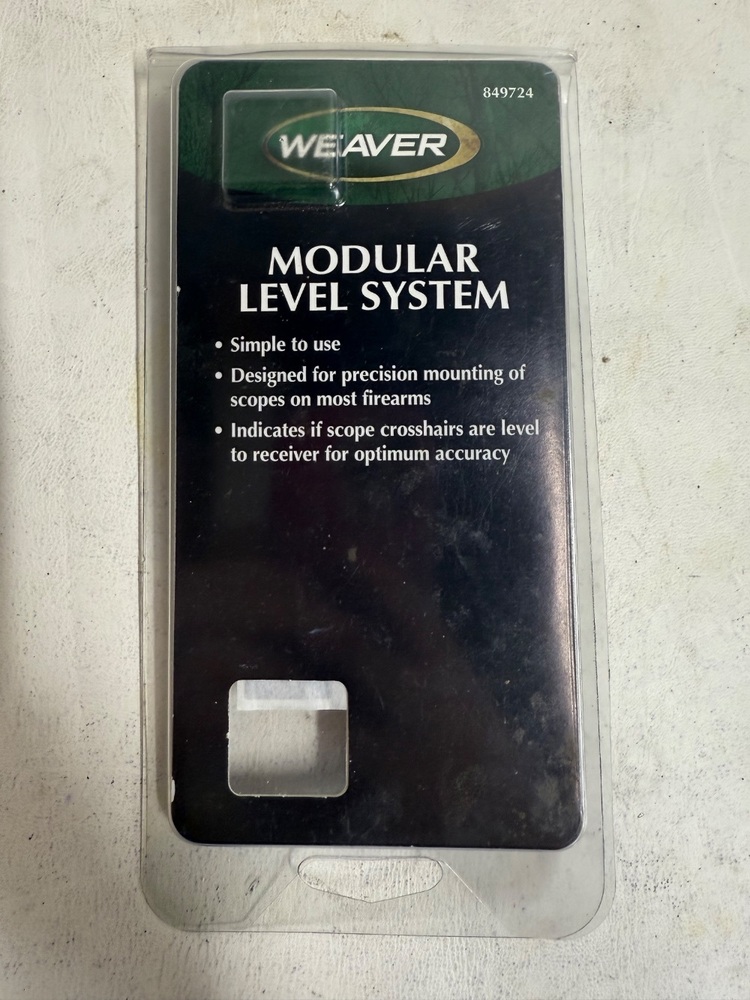 849724
WEAVER
MODULAR
LEVEL SYSTEM
• Simple to use
• Designed for precision mounting of
scopes on most firearms
• Indicates if scope crosshairs are level
to receiver for optimum accuracy